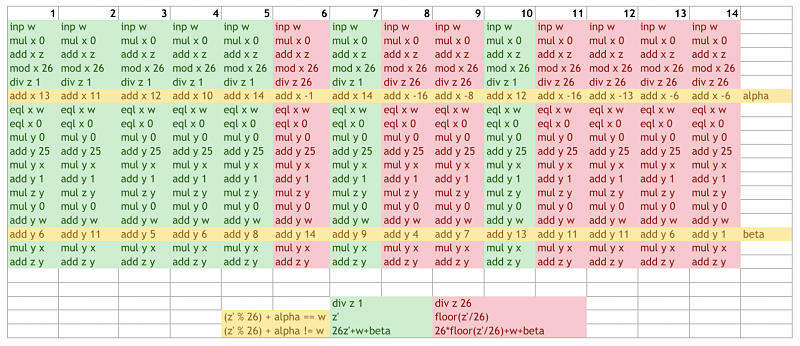 1 2 3 4 5 6 7 8 9 10 11 12 13 14
inp w inp w inp w inp w inp w inp w inp w inp w inp w inp w inp w inp w inp w inp w
mul x 0 mul x 0 mul x 0 mul x 0 mul x 0 mul x 0 mul x 0 mul x 0 mul x 0 mul x 0 mul x 0 mul x 0 mul x 0 mul x 0
add x z add x z add x z add x z add x z add x z add x z add x z add x z add x z add x z add x z add x z add x z
mod x 26 mod x 26 mod x 26 mod x 26 mod x 26 mod x 26 mod x 26 mod x 26 mod x 26 mod x 26 mod x 26 mod x 26 mod x 26 mod x 26
div z 1 div z 1 div z 1 div z 1 div z 1 div z 26 div z 1 div z 26 div z 26 div z 1 div z 26 div z 26 div z 26 div z 26
add x 13 add x 11 add x 12 add x 10 add x 14 add x -1 add x 14 add x -16 add x -8 add x 12 add x -16 add x -13 add x -6 add x -6 alpha
eql x w eql x w eql x w eql x w eql x w eql x w eql x w eql x w eql x w eql x w eql x w eql x w eql x w eql x w
eql x 0 eql x 0 eql x 0 eql x 0 eql x 0 eql x 0 eql x 0 eql x 0 eql x 0 eql x 0 eql x 0 eql x 0 eql x 0 eql x 0
mul y 0 mul y 0 mul y 0 mul y 0 mul y 0 mul y 0 mul y 0 mul y 0 mul y 0 mul y 0 mul y 0 mul y 0 mul y 0 mul y 0
add y 25 add y 25 add y 25 add y 25 add y 25 add y 25 add y 25 add y 25 add y 25 add y 25 add y 25 add y 25 add y 25 add y 25
mul y x mul y x mul y x mul y x mul y x mul y x mul y x mul y x mul y x mul y x mul y x mul y x mul y x mul y x
add y 1 add y 1 add y 1 add y 1 add y 1 add y 1 add y 1 add y 1 add y 1 add y 1 add y 1 add y 1 add y 1 add y 1
mul z y mul z y mul z y mul z y mul z y mul z y mul z y mul z y mul z y mul z y mul z y mul z y mul z y mul z y
mul y 0 mul y 0 mul y 0 mul y 0 mul y 0 mul y 0 mul y 0 mul y 0 mul y 0 mul y 0 mul y 0 mul y 0 mul y 0 mul y 0
add y w add y w add y w add y w add y w add y w add y w add y w add y w add y w add y w add y w add y w add y w
add y 6 add y 11 add y 5 add y 6 add y 8 add y 14 add y 9 add y 4 add y 7 add y 13 add y 11 add y 11 add y 6 add y 1 beta
mul y x mul y x mul y x mul y x mul y x mul y x mul y x mul y x mul y x mul y x mul y x mul y x mul y x mul y x
add z y add z y add z y add z y add z y add z y add z y add z y add z y add z y add z y add z y add z y add z y
div z 1 div z 26
(z' % 26) + alpha == w z' floor(z'/26)
(z' % 26) + alpha != w 26z'+w+beta 26*floor(z'/26)+w+beta